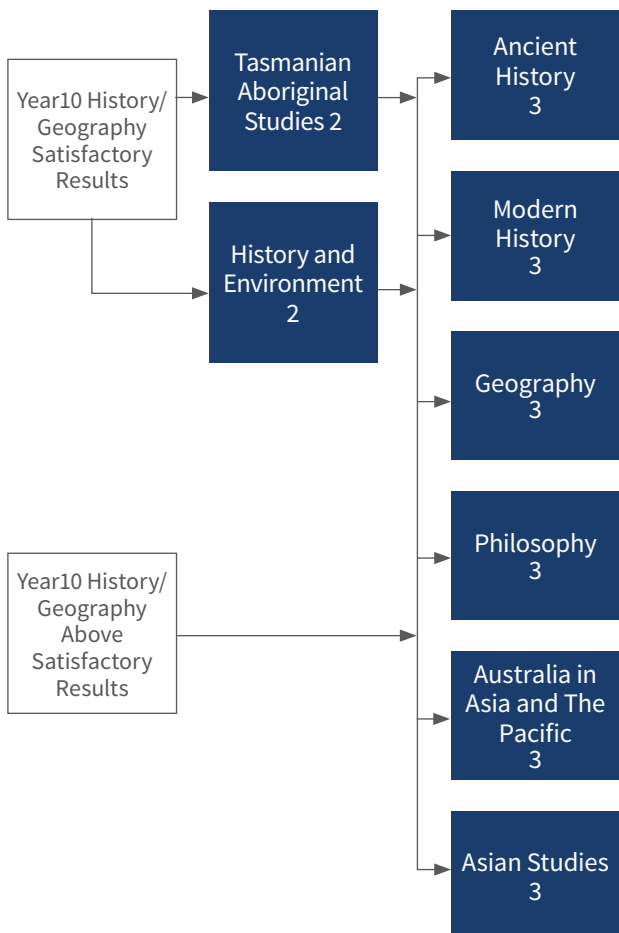 Year10 History/
Geography
Satisfactory
Results
Tasmanian
Aboriginal
Studies 2
History and
Environment
2
Year10 History/
Geography
Above
Satisfactory
Results
Ancient
History
3
Modern
History
3
Geography
3
Philosophy
3
Australia in
Asia and The
Pacific
3
Asian Studies
3